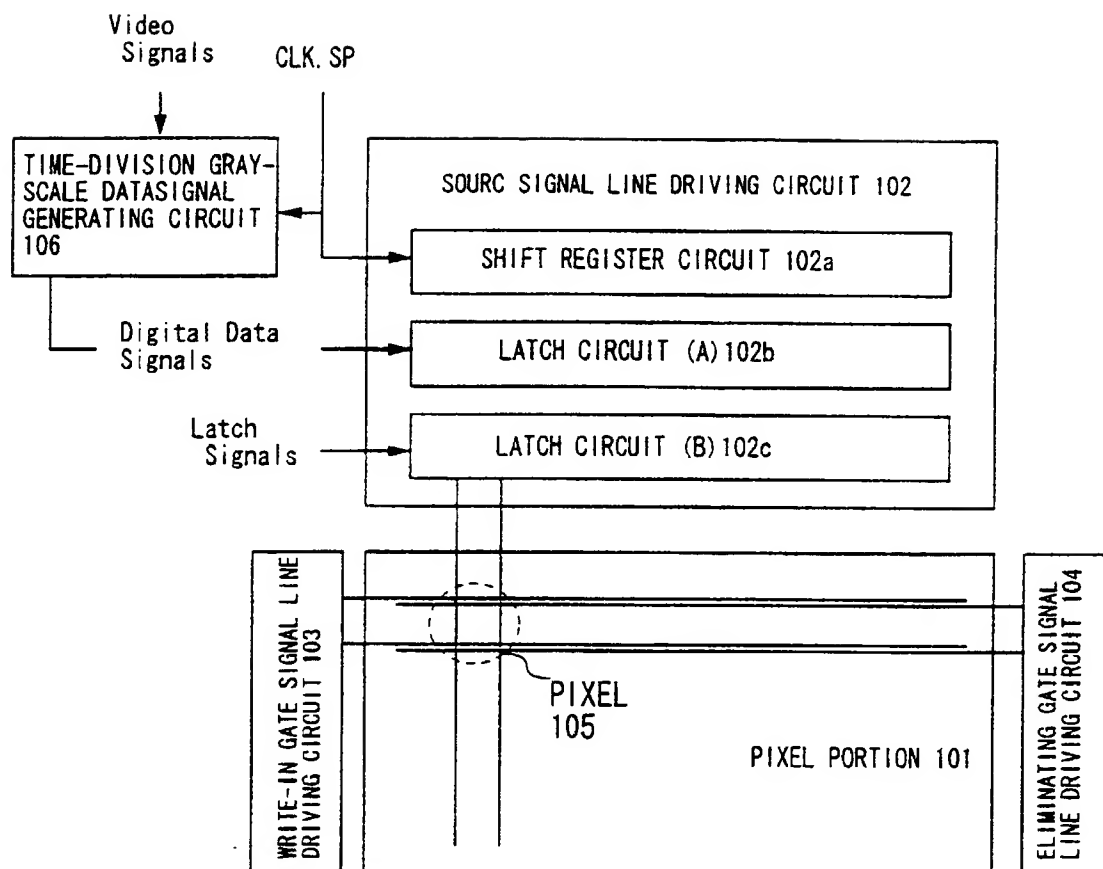 Video
Signals
CLK. SP
TIME-DIVISION GRAY-
SCALE DATASIGNAL
GENERATING CIRCUIT
106
SOURC SIGNAL LINE DRIVING CIRCUIT 102
SHIFT REGISTER CIRCUIT 102a
Digital Data
Signals
LATCH CIRCUIT (A) 102b
Latch
Signals
LATCH CIRCUIT (B) 102c
WRITE-IN GATE SIGNAL LINE
DRIVING CIRCUIT 103
PIXEL
105
PIXEL PORTION 101
ELIMINATING GATE SIGNAL
LINE DRIVING CIRCUIT 104